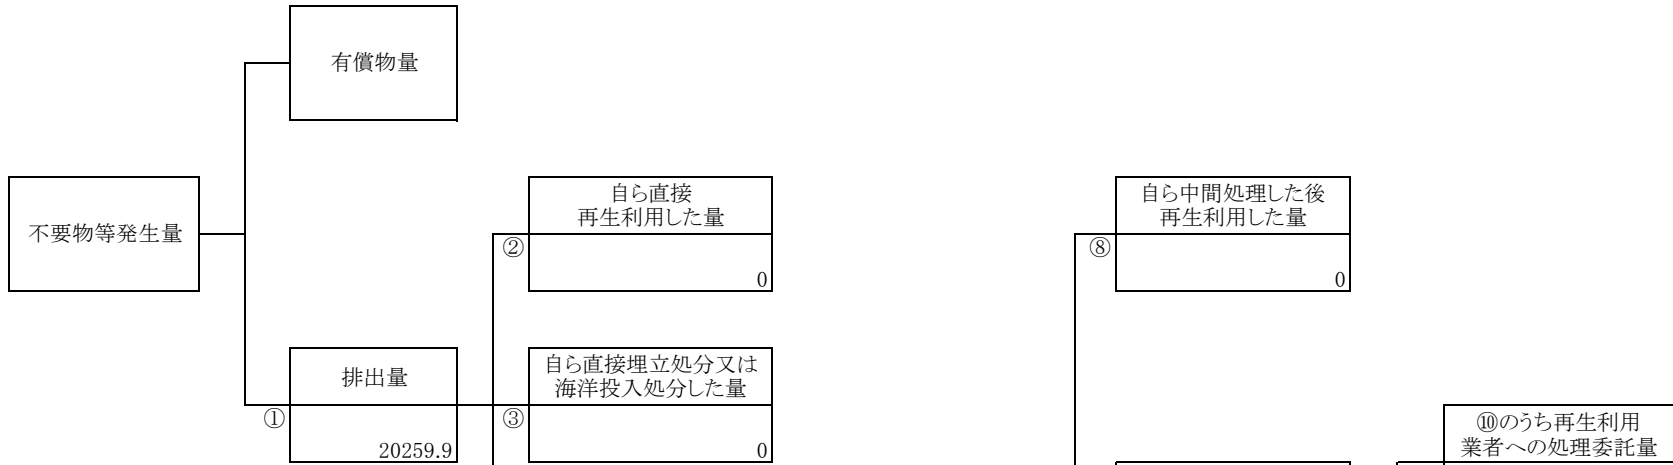 有償物量
不要物等発生量
自ら直接
再生利用した量
②
0
自ら中間処理した後
再生利用した量
⑧
0
排出量
①
20259.9
自ら直接埋立処分又は
海洋投入処分した量
③
0
⑩のうち再生利用
業者への処理委託量